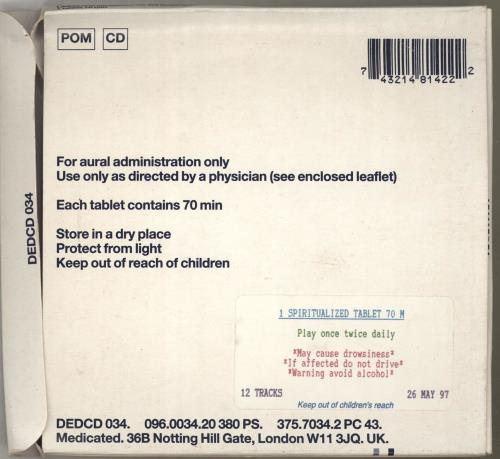 POM CD
7 43214 81422 2
For aural administration only
Use only as directed by a physician (see enclosed leaflet)
Each tablet contains 70 min
Store in a dry place
Protect from light
Keep out of reach of children
DEDCD 034
1 SPIRITUALIZED TABLET 70 M
Play once twice daily
*May cause drowsiness*
*If affected do not drive*
*Warning avoid alcohol*
12 TRACKS 26 MAY 97
Keep out of children's reach
DEDCD 034. 096.0034.20 380 PS. 375.7034.2 PC 43.
Medicated. 36B Notting Hill Gate, London W11 3JQ. UK.